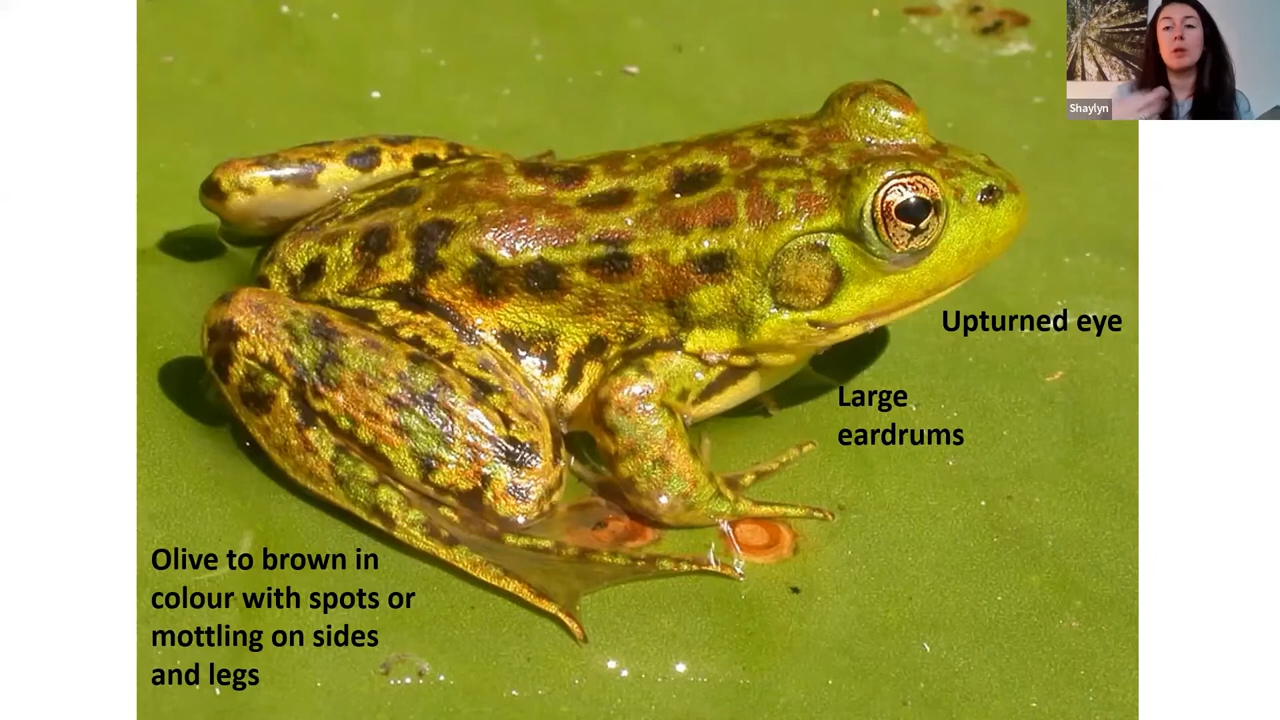 Shaylyn
Upturned eye
Large
eardrums
Olive to brown in
colour with spots or
mottling on sides
and legs